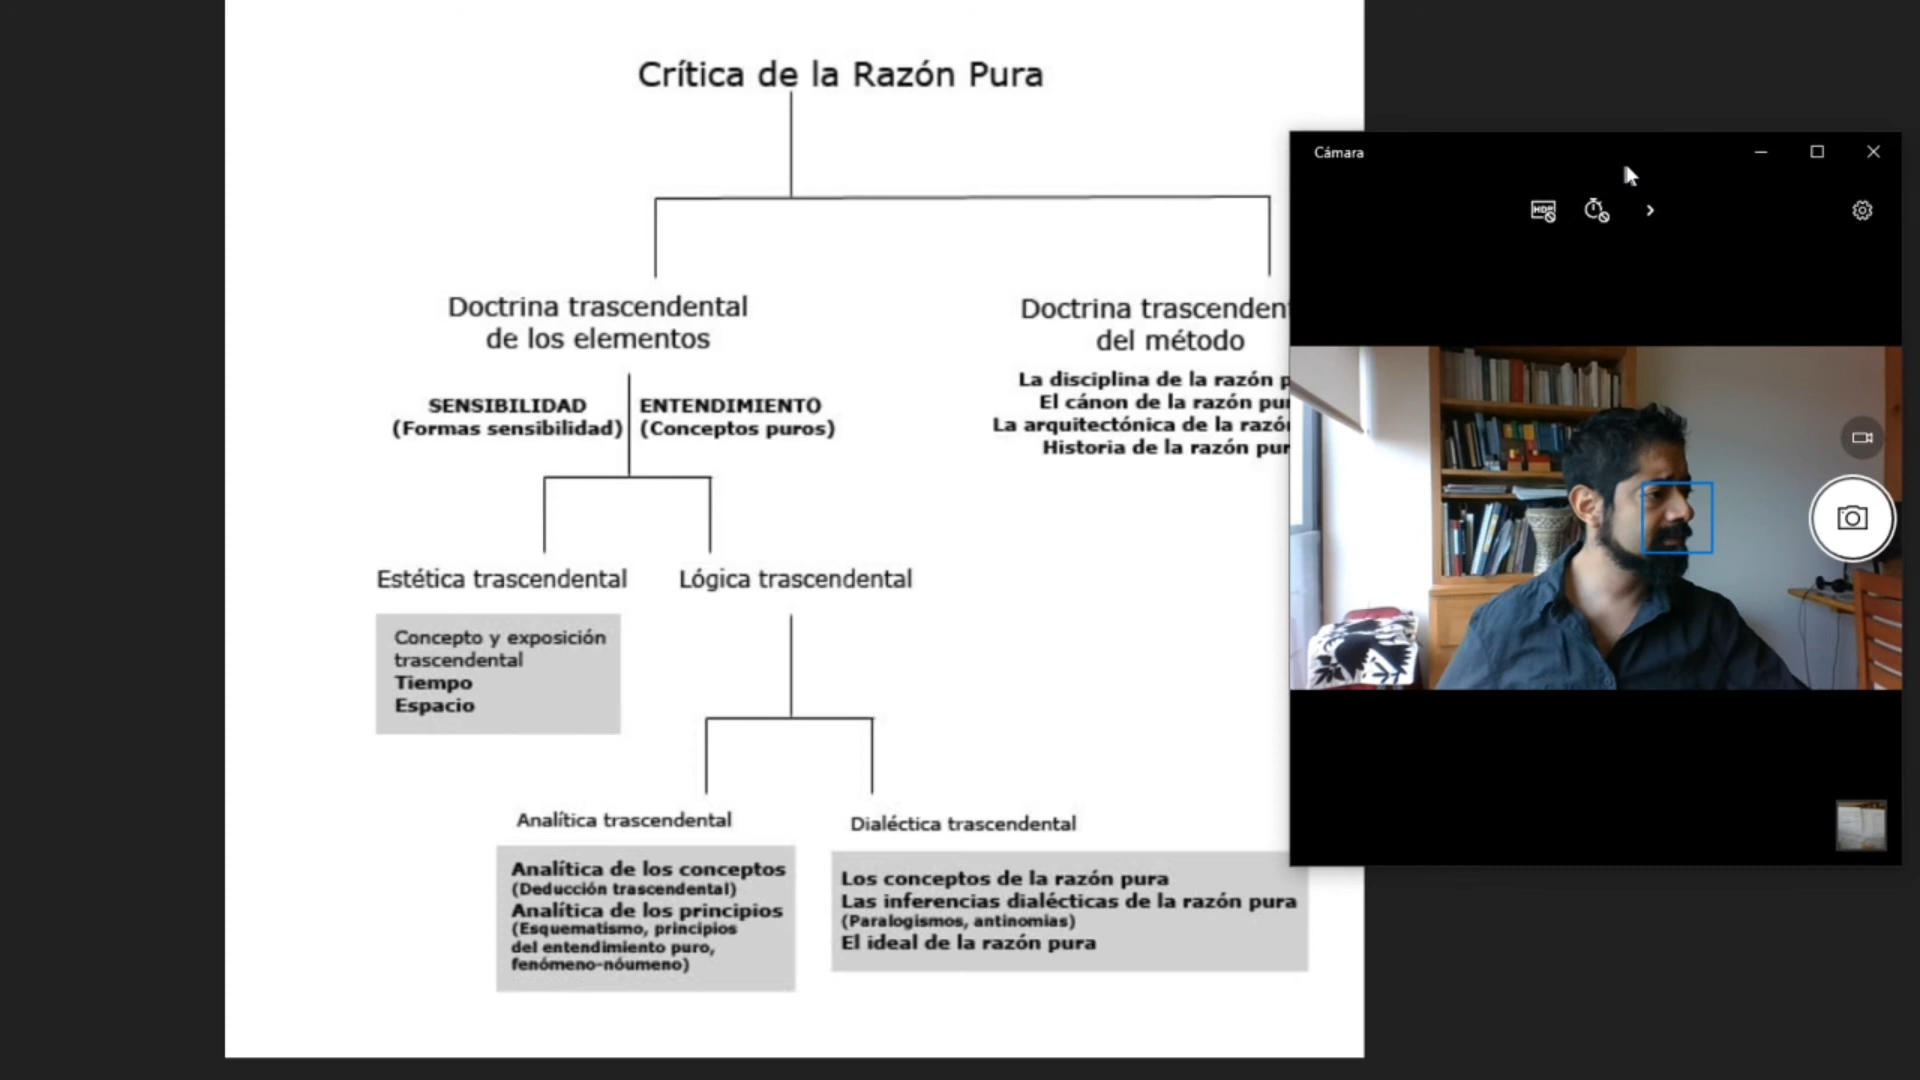 Crítica de la Razón Pura
Doctrina trascendental
de los elementos
SENSIBILIDAD
(Formas sensibilidad)
ENTENDIMIENTO
(Conceptos puros)
Doctrina
del método
La disciplina de la razón
El cánon de la razón
La arquitectónica de la
Historia de la razón
Estética trascendental
Concepto y exposición
trascendental
Tiempo
Espacio
Lógica trascendental
Analítica trascendental
Analítica de los conceptos
(Deducción trascendental)
Analítica de los principios
(Esquematismo, principios
del entendimiento puro,
fenómeno-nóumeno)
Dialéctica trascendental
Los conceptos de la razón pura
Las inferencias dialécticas de la razón pura
(Paralogismos, antinomias)
El ideal de la razón pura
Cámara
HDR